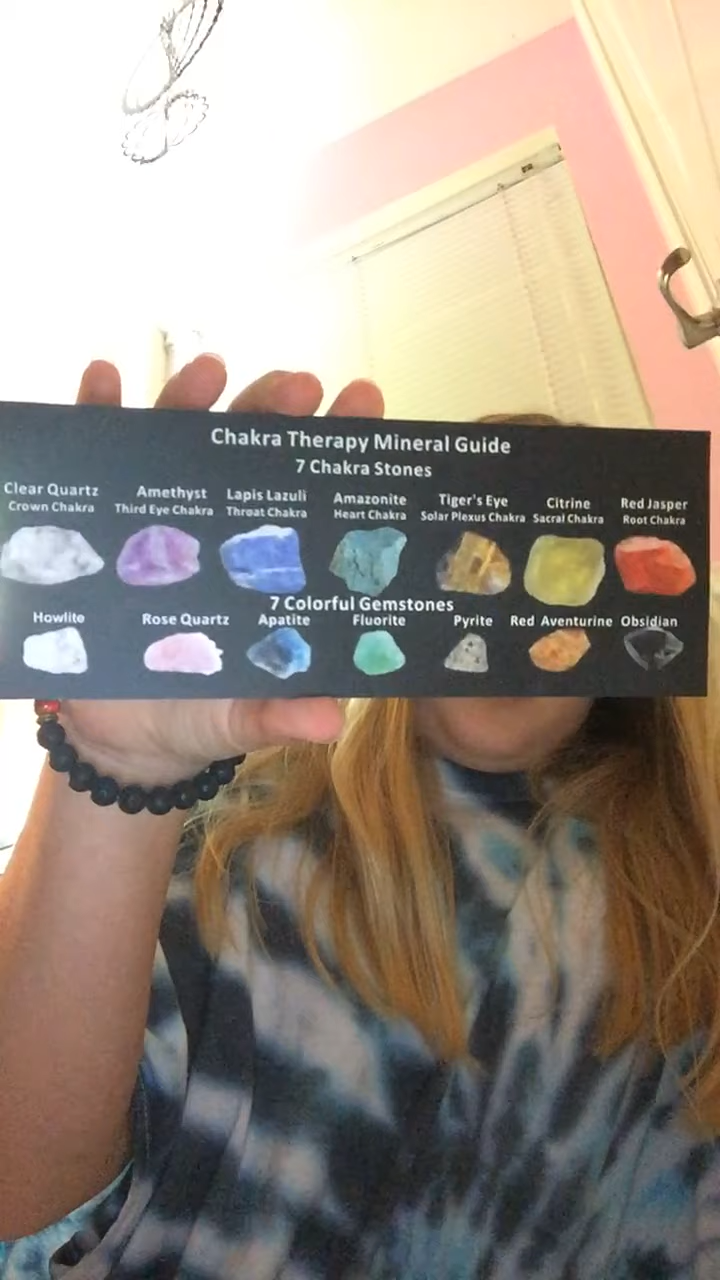 Chakra Therapy Mineral Guide
7 Chakra Stones
Clear Quartz Amethyst Lapis Lazuli Amazonite Tiger's Eye Citrine Red Jasper
Crown Chakra Third Eye Chakra Throat Chakra Heart Chakra Solar Plexus Chakra Sacral Chakra Root Chakra
7 Colorful Gemstones
Howlite Rose Quartz Apatite Fluorite Pyrite Red Aventurine Obsidian